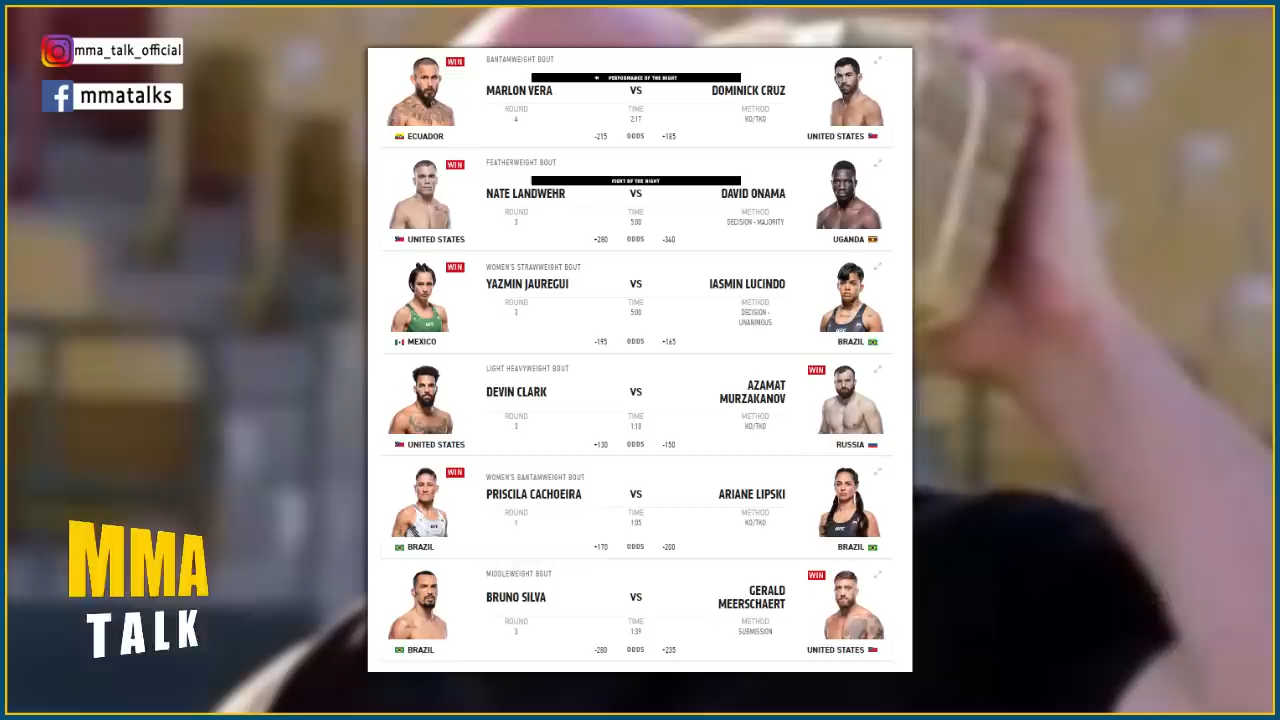 mma_talk_official
mmatalks
WIN
BANTAMWEIGHT BOUT
PERFORMANCE OF THE NIGHT
MARLON VERA VS DOMINICK CRUZ
ROUND TIME METHOD
4 2:17 KO/TKO
ECUADOR -215 ODDS +185 UNITED STATES
WIN
FEATHERWEIGHT BOUT
FIGHT OF THE NIGHT
NATE LANDWEHR VS DAVID ONAMA
ROUND TIME METHOD
3 5:00 DECISION - MAJORITY
UNITED STATES +280 ODDS -340 UGANDA
WIN
WOMEN'S STRAWWEIGHT BOUT
YAZMIN JAUREGUI VS IASMIN LUCINDO
ROUND TIME METHOD
3 5:00 DECISION -
UNANIMOUS
MEXICO -195 ODDS +165 BRAZIL
LIGHT HEAVYWEIGHT BOUT
WIN
DEVIN CLARK VS AZAMAT
MURZAKANOV
ROUND TIME METHOD
3 1:18 KO/TKO
UNITED STATES +130 ODDS -150 RUSSIA
WIN
WOMEN'S BANTAMWEIGHT BOUT
PRISCILA CACHOEIRA VS ARIANE LIPSKI
ROUND TIME METHOD
1 1:05 KO/TKO
BRAZIL +170 ODDS -200 BRAZIL
MIDDLEWEIGHT BOUT
WIN
BRUNO SILVA VS GERALD
MEERSCHAERT
ROUND TIME METHOD
3 1:39 SUBMISSION
BRAZIL -280 ODDS +235 UNITED STATES
MMA
TALK